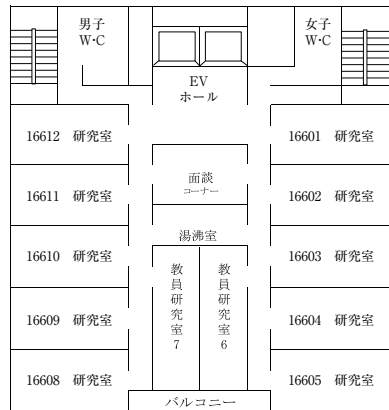 男子
W·C
女子
W·C
EV
ホール
16612 研究室
16601 研究室
面談
コーナー
16611 研究室
16602 研究室
湯沸室
16610 研究室
16603 研究室
教員研究室7
教員研究室6
16609 研究室
16604 研究室
16608 研究室
16605 研究室
バルコニー